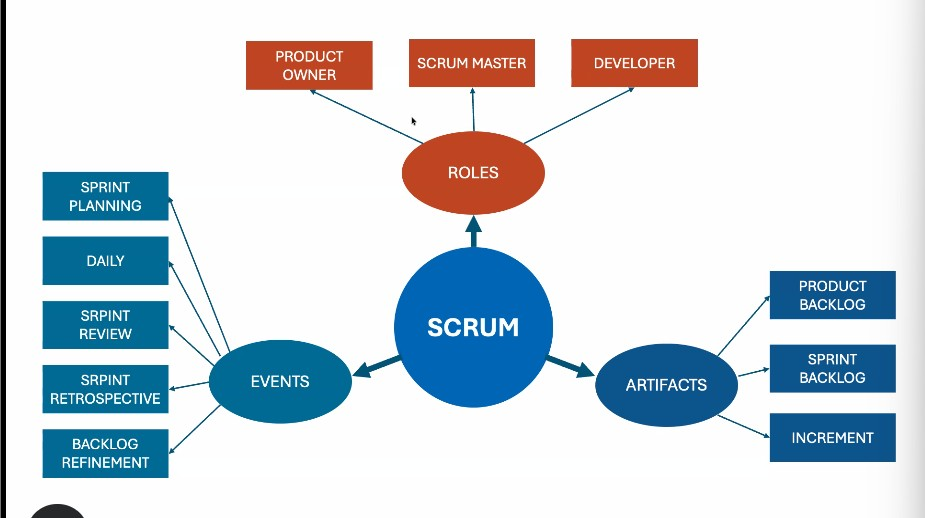 PRODUCT
OWNER
SCRUM MASTER
DEVELOPER
ROLES
SPRINT
PLANNING
DAILY
SRPINT
REVIEW
SRPINT
RETROSPECTIVE
BACKLOG
REFINEMENT
EVENTS
SCRUM
ARTIFACTS
PRODUCT
BACKLOG
SPRINT
BACKLOG
INCREMENT